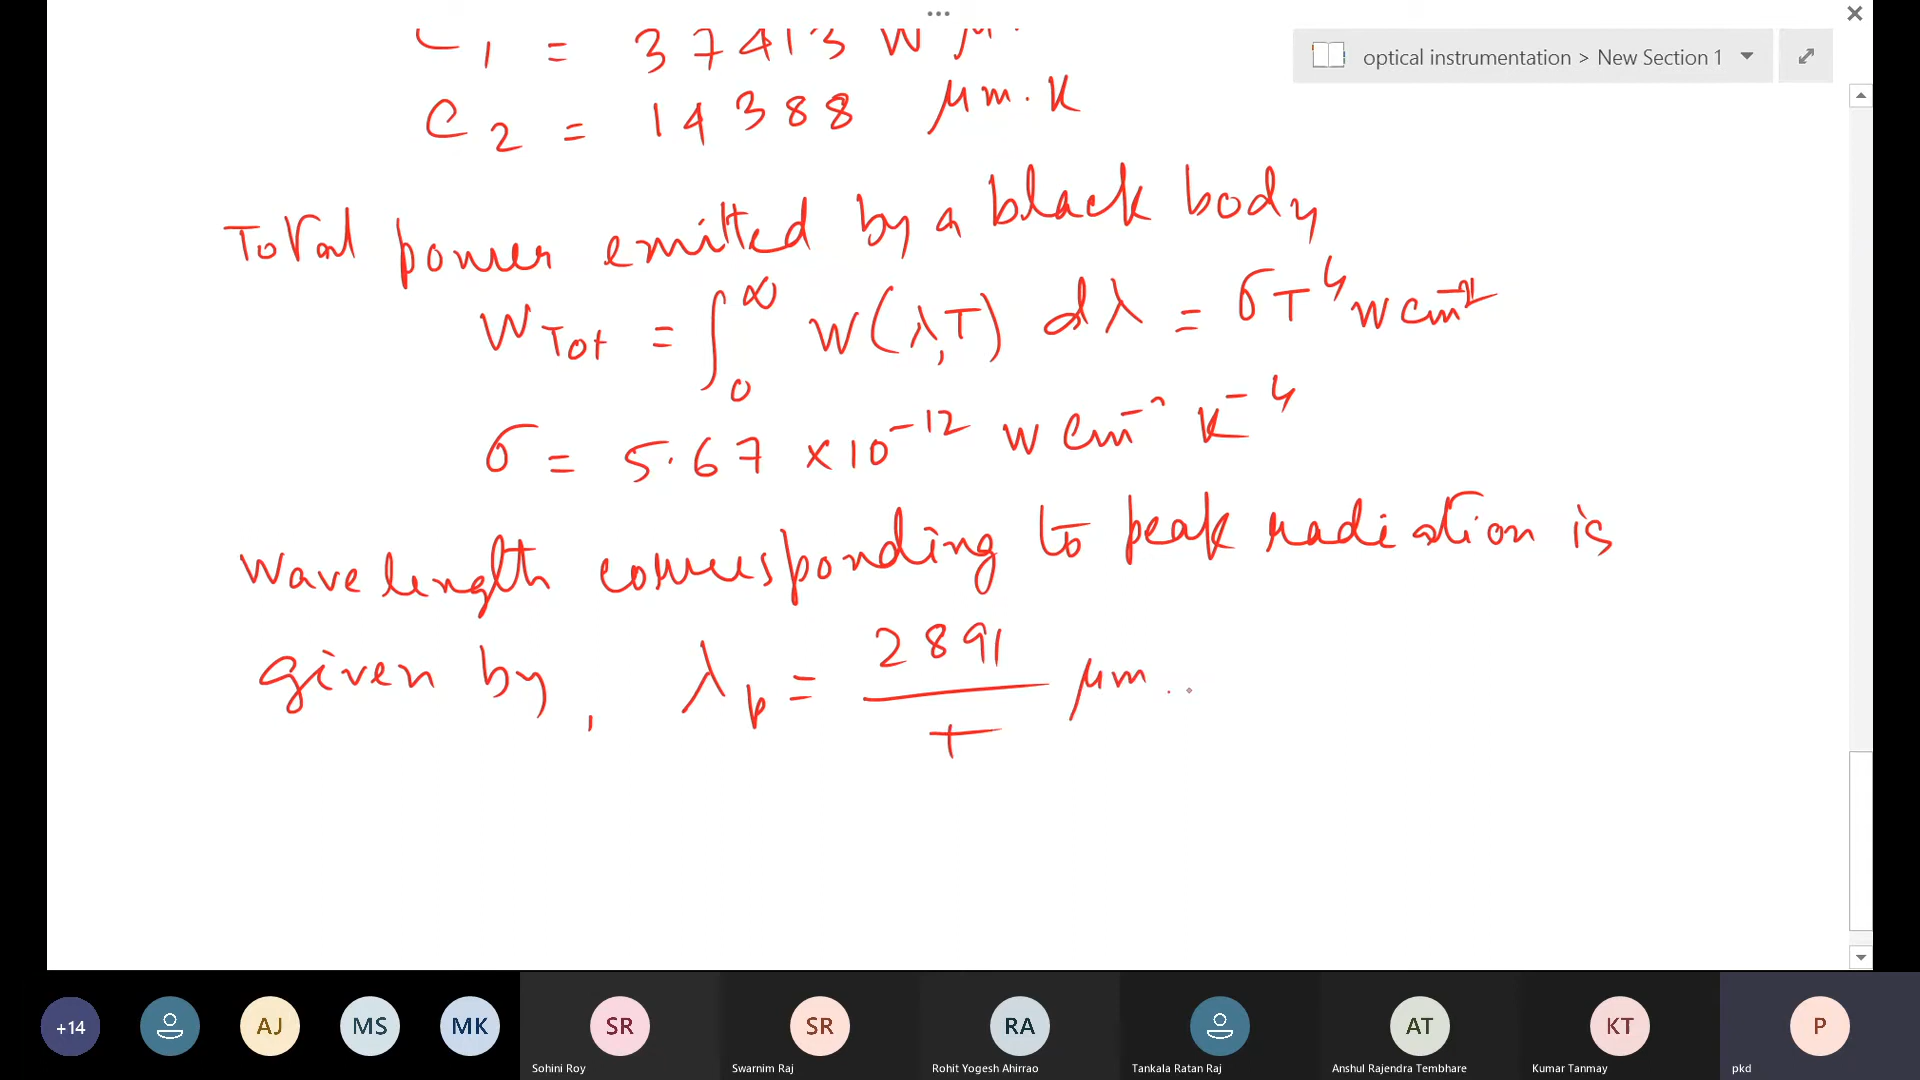 C1 = 37413 W μ
optical instrumentation > New Section 1
C2 = 14388 μm.K
Total power emitted by a black body
W Tot = ∫₀^∞ W(λ,T) dλ = σT⁴ W cm⁻²
σ = 5.67 × 10⁻¹² W cm⁻² K⁻⁴
Wavelength corresponding to peak radiation is
given by, λp = 2891 / T μm.
+14 AJ MS MK SR SR RA AT KT P
Sohini Roy Swarnim Raj Rohit Yogesh Ahirrao Tankala Ratan Raj Anshul Rajendra Tembhare Kumar Tanmay pkd